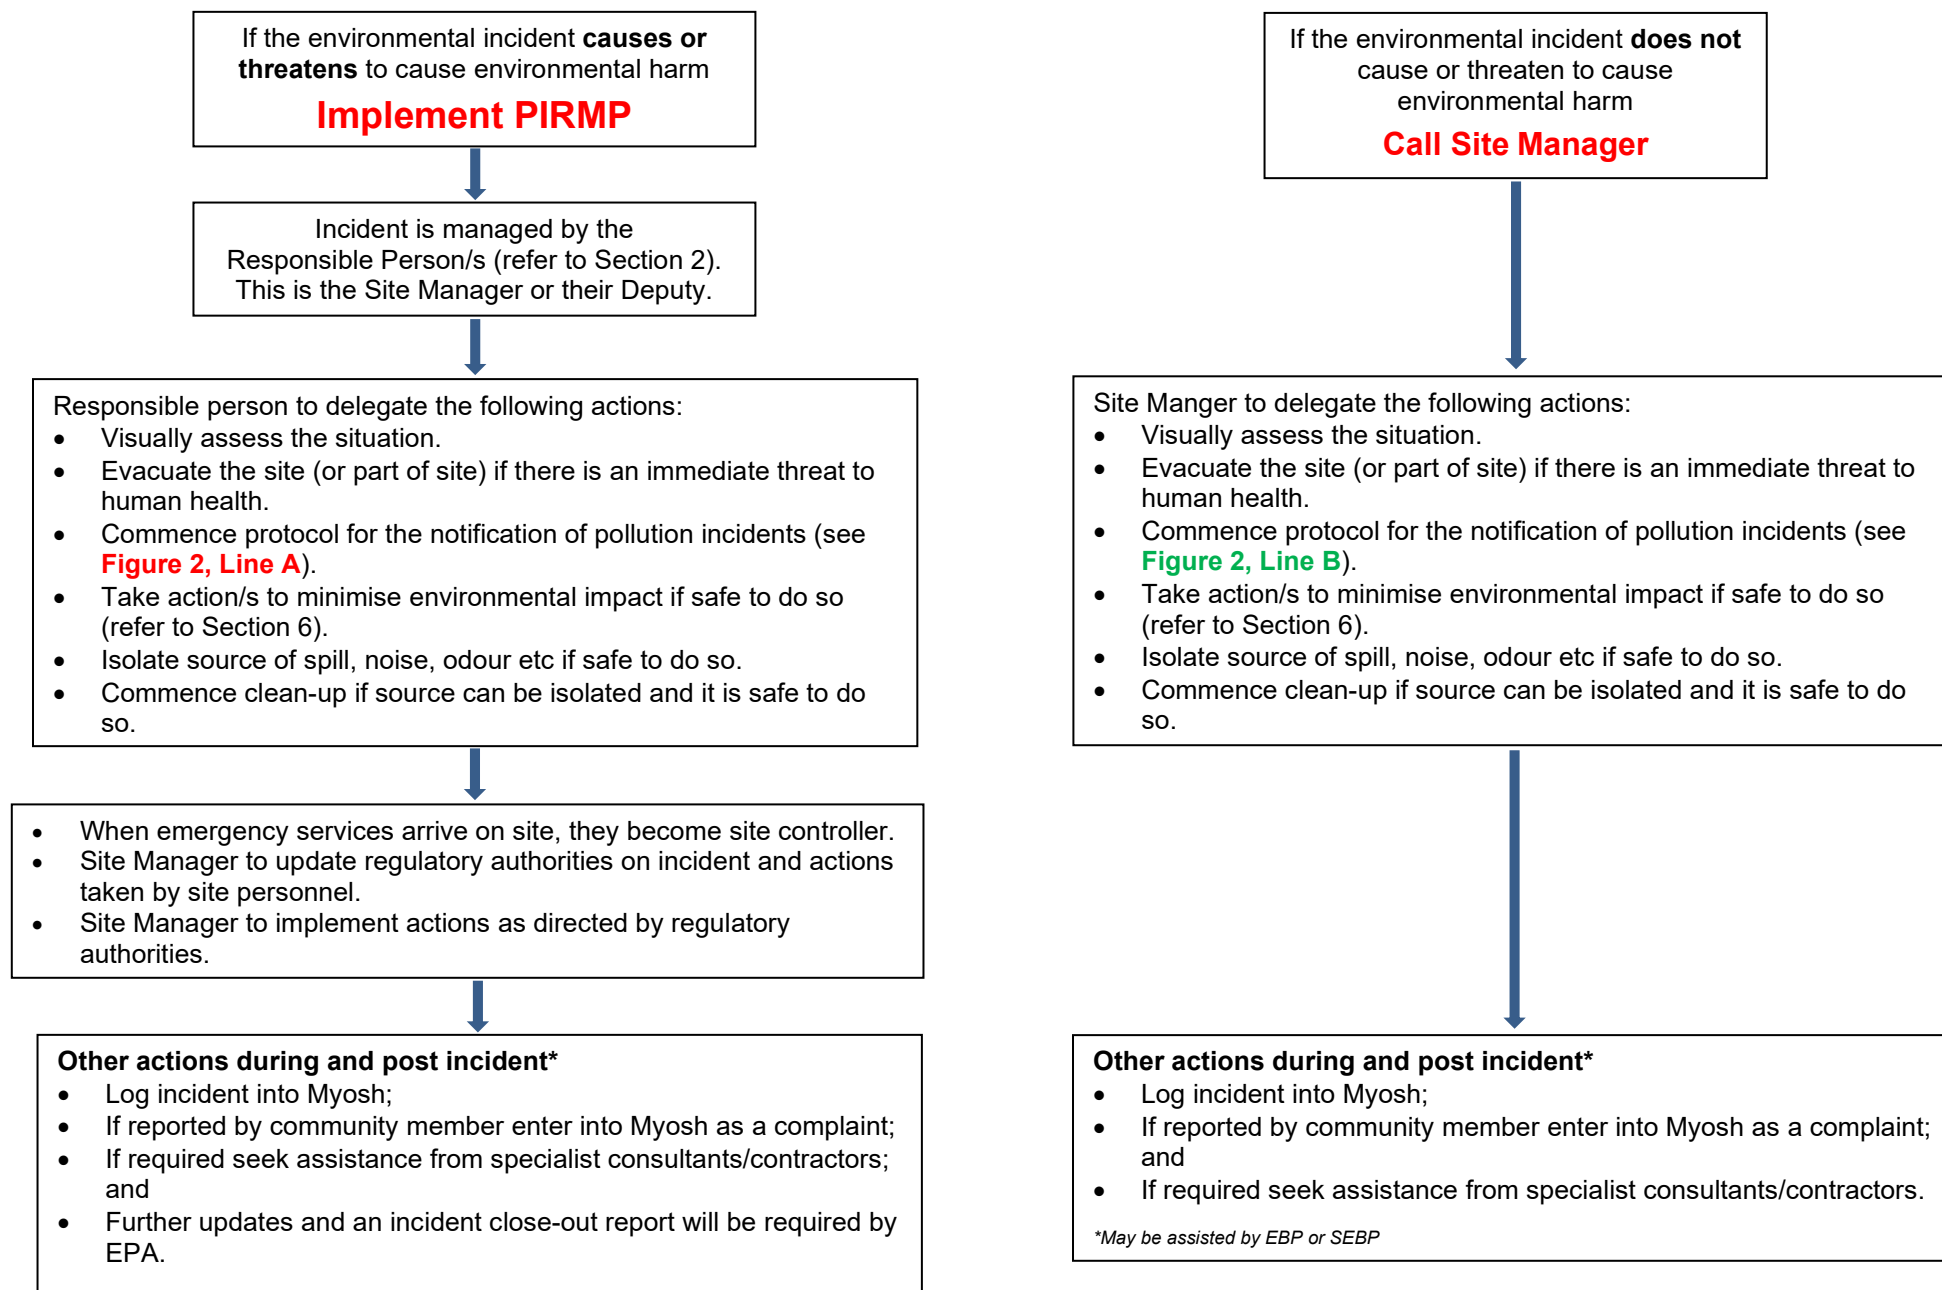 If the environmental incident causes or
threatens to cause environmental harm
Implement PIRMP
Incident is managed by the
Responsible Person/s (refer to Section 2).
This is the Site Manager or their Deputy.
Responsible person to delegate the following actions:
• Visually assess the situation.
• Evacuate the site (or part of site) if there is an immediate threat to
human health.
• Commence protocol for the notification of pollution incidents (see
Figure 2, Line A).
• Take action/s to minimise environmental impact if safe to do so
(refer to Section 6).
• Isolate source of spill, noise, odour etc if safe to do so.
• Commence clean-up if source can be isolated and it is safe to do
so.
• When emergency services arrive on site, they become site controller.
• Site Manager to update regulatory authorities on incident and actions
taken by site personnel.
• Site Manager to implement actions as directed by regulatory
authorities.
Other actions during and post incident*
• Log incident into Myosh;
• If reported by community member enter into Myosh as a complaint;
• If required seek assistance from specialist consultants/contractors;
and
• Further updates and an incident close-out report will be required by
EPA.
If the environmental incident does not
cause or threaten to cause
environmental harm
Call Site Manager
Site Manger to delegate the following actions:
• Visually assess the situation.
• Evacuate the site (or part of site) if there is an immediate threat to
human health.
• Commence protocol for the notification of pollution incidents (see
Figure 2, Line B).
• Take action/s to minimise environmental impact if safe to do so
(refer to Section 6).
• Isolate source of spill, noise, odour etc if safe to do so.
• Commence clean-up if source can be isolated and it is safe to do
so.
Other actions during and post incident*
• Log incident into Myosh;
• If reported by community member enter into Myosh as a complaint;
and
• If required seek assistance from specialist consultants/contractors.
*May be assisted by EBP or SEBP